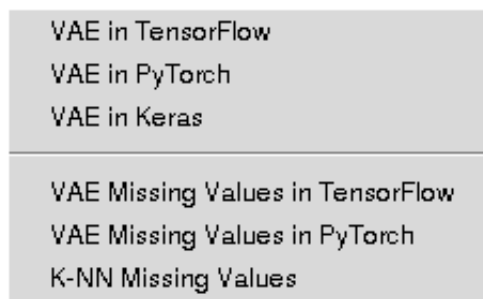 VAE in TensorFlow
VAE in PyTorch
VAE in Keras
VAE Missing Values in TensorFlow
VAE Missing Values in PyTorch
K-NN Missing Values